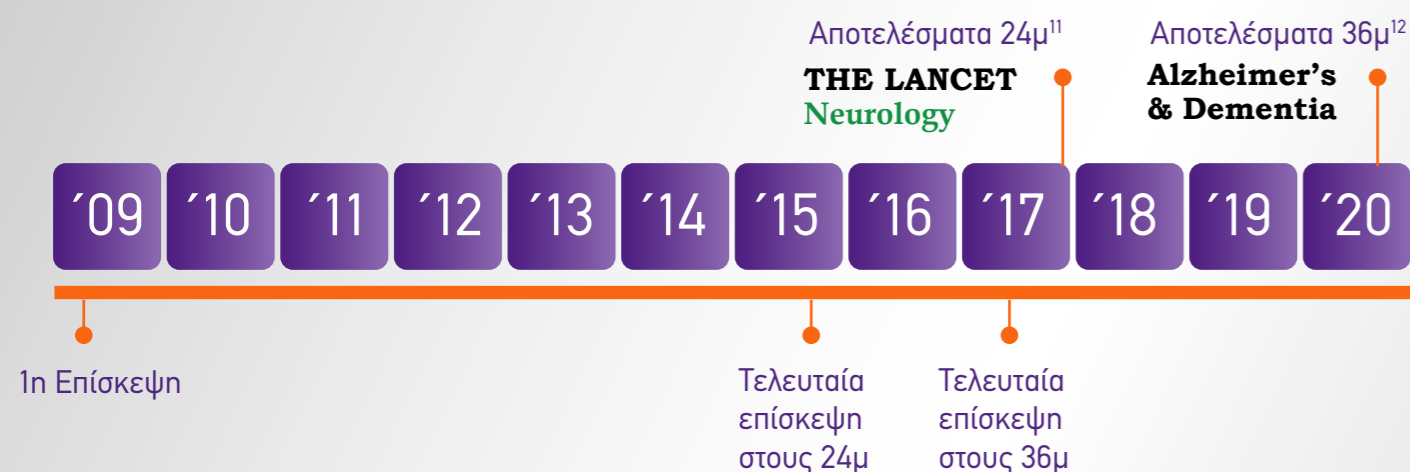 Αποτελέσματα 24μ¹¹
THE LANCET
Neurology
Αποτελέσματα 36μ¹²
Alzheimer's
& Dementia
´09 ´10 ´11 ´12 ´13 ´14 ´15 ´16 ´17 ´18 ´19 ´20
1η Επίσκεψη
Τελευταία
επίσκεψη
στους 24μ
Τελευταία
επίσκεψη
στους 36μ